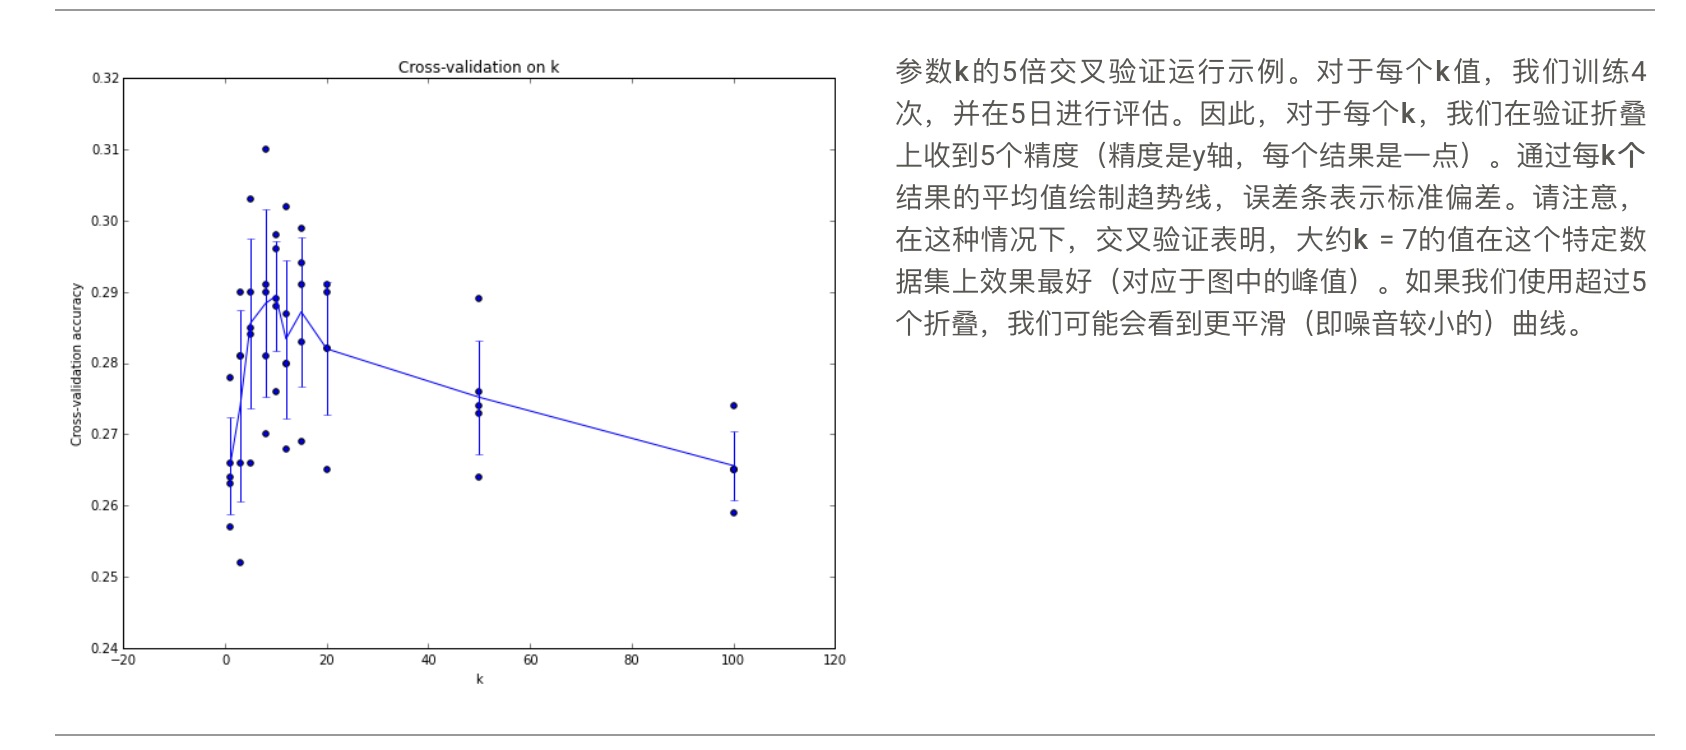 Cross-validation on k
0.32
0.31
0.30
0.29
0.28
0.27
0.26
0.25
0.24
Cross-validation accuracy
−20
0
20
40
60
80
100
120
k
参数k的5倍交叉验证运行示例。对于每个k值，我们训练4
次，并在5日进行评估。因此，对于每个k，我们在验证折叠
上收到5个精度（精度是y轴，每个结果是一点）。通过每k个
结果的平均值绘制趋势线，误差条表示标准偏差。请注意，
在这种情况下，交叉验证表明，大约k = 7的值在这个特定数
据集上效果最好（对应于图中的峰值）。如果我们使用超过5
个折叠，我们可能会看到更平滑（即噪音较小的）曲线。